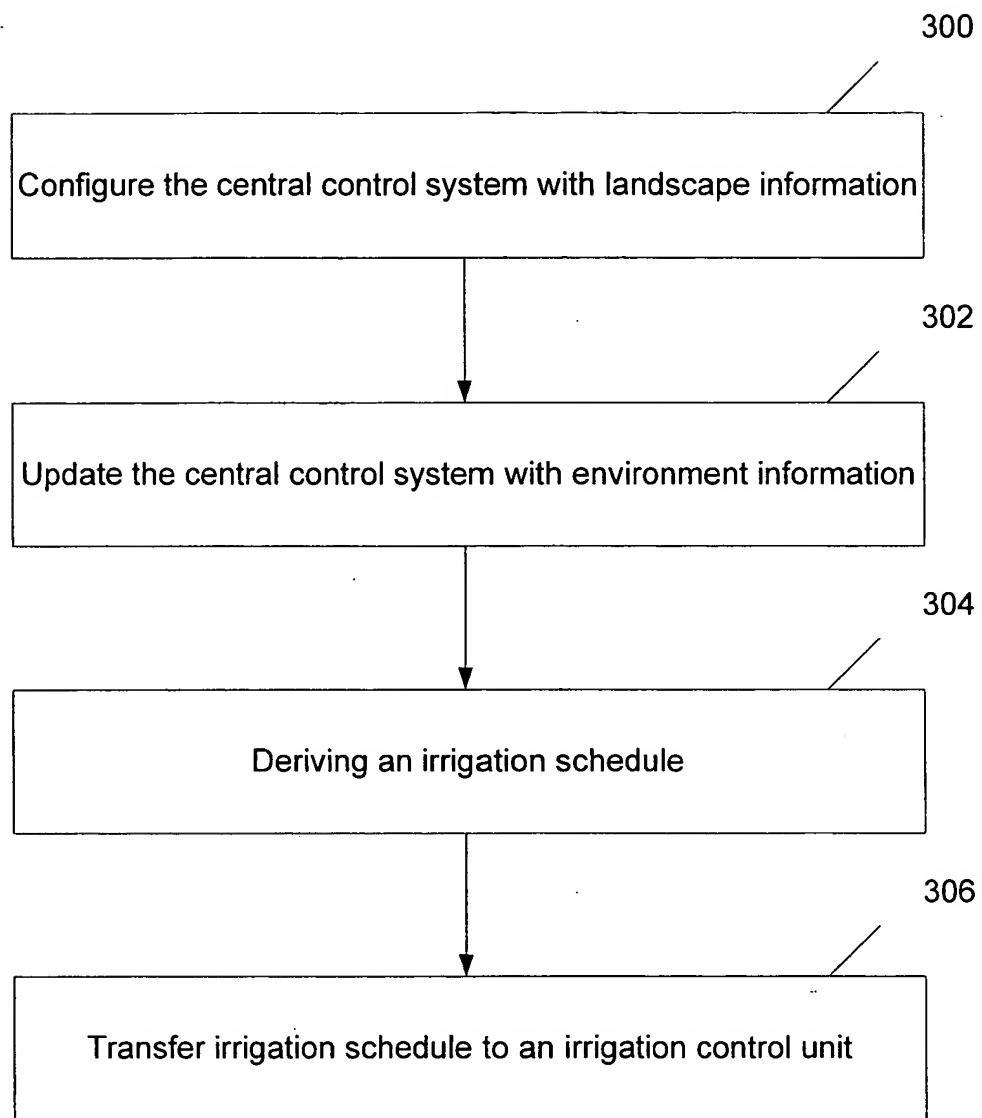 300
Configure the central control system with landscape information
302
Update the central control system with environment information
304
Deriving an irrigation schedule
306
Transfer irrigation schedule to an irrigation control unit